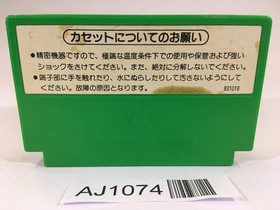 カセットについてのお願い
●精密機器ですので、極端な温度条件下での使用や保管および強い
ショックをさけてください。また、絶対に分解しないでください。
●端子部に手を触れたり、水にぬらしたりして汚さないようにして
ください。故障の原因となります。
931016
AJ1074